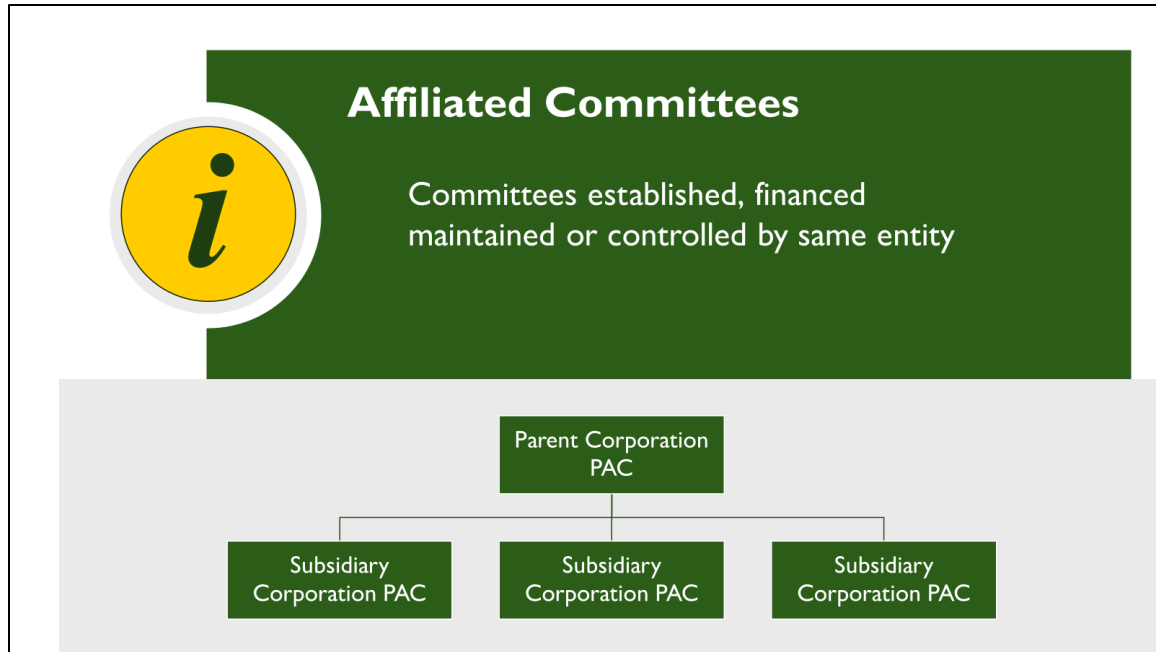 Affiliated Committees
i
Committees established, financed
maintained or controlled by same entity
Parent Corporation
PAC
Subsidiary
Corporation PAC
Subsidiary
Corporation PAC
Subsidiary
Corporation PAC